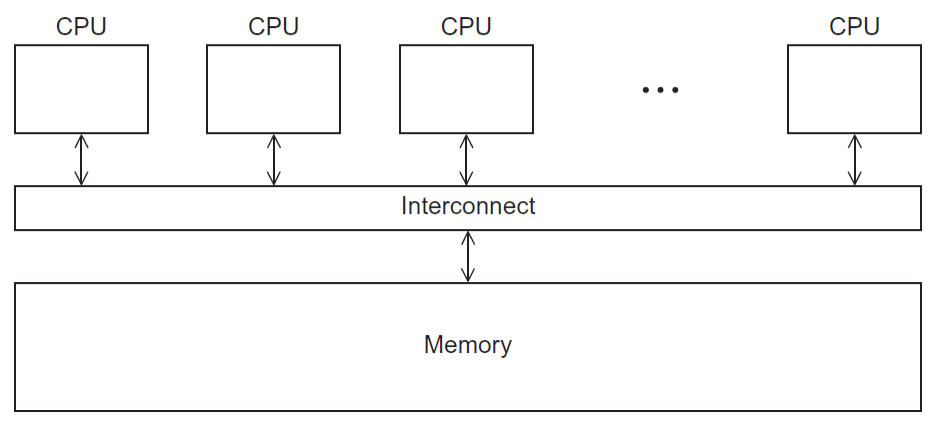 CPU
CPU
CPU
...
CPU
Interconnect
Memory